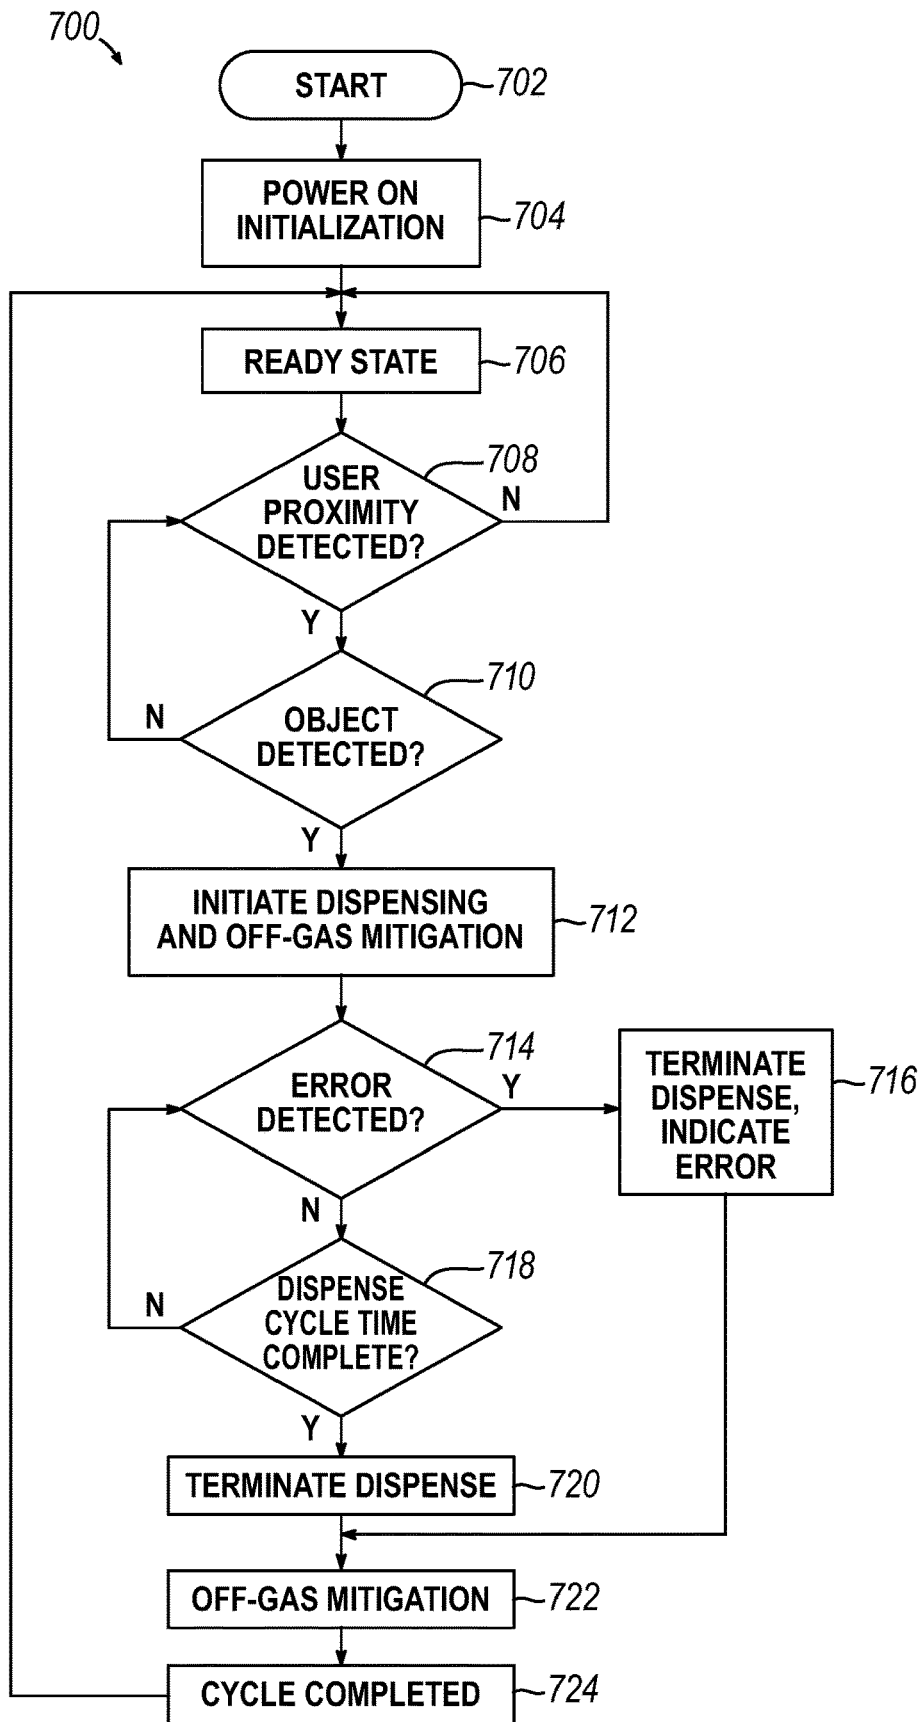 700
START
702
POWER ON
INITIALIZATION
704
READY STATE
706
USER
PROXIMITY
DETECTED?
708
N
Y
710
OBJECT
DETECTED?
N
Y
INITIATE DISPENSING
AND OFF-GAS MITIGATION
712
714
ERROR
DETECTED?
Y
TERMINATE
DISPENSE,
INDICATE
ERROR
716
N
718
DISPENSE
CYCLE TIME
COMPLETE?
N
Y
TERMINATE DISPENSE
720
OFF-GAS MITIGATION
722
CYCLE COMPLETED
724